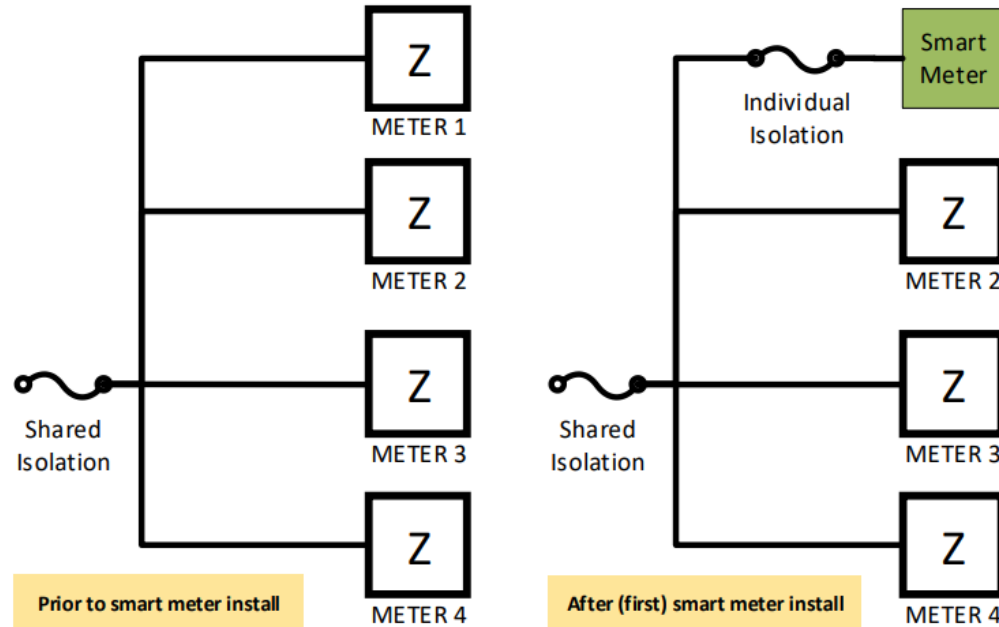 Z
METER 1
Z
METER 2
Z
METER 3
Shared
Isolation
Z
METER 4
Prior to smart meter install
Smart
Meter
Individual
Isolation
Z
METER 2
Z
METER 3
Shared
Isolation
Z
METER 4
After (first) smart meter install